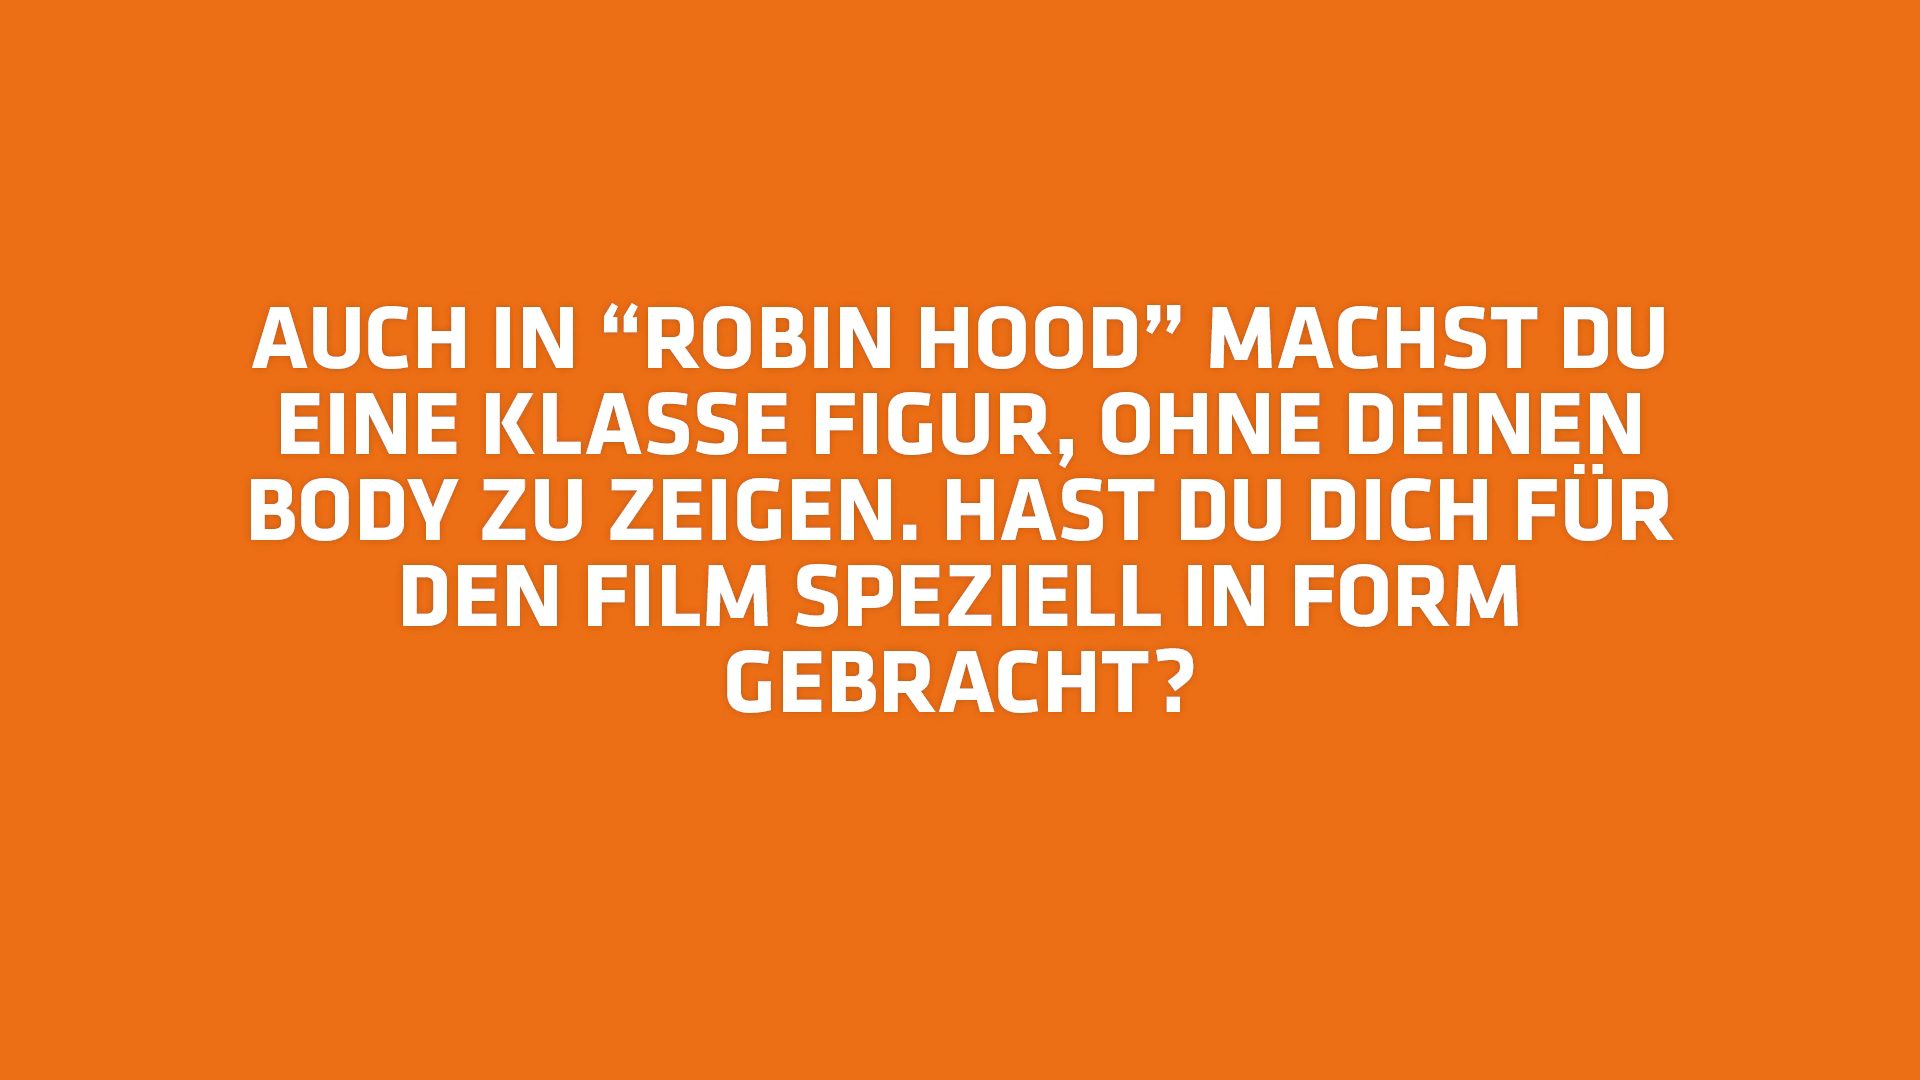 AUCH IN “ROBIN HOOD” MACHST DU
EINE KLASSE FIGUR, OHNE DEINEN
BODY ZU ZEIGEN. HAST DU DICH FÜR
DEN FILM SPEZIELL IN FORM
GEBRACHT?